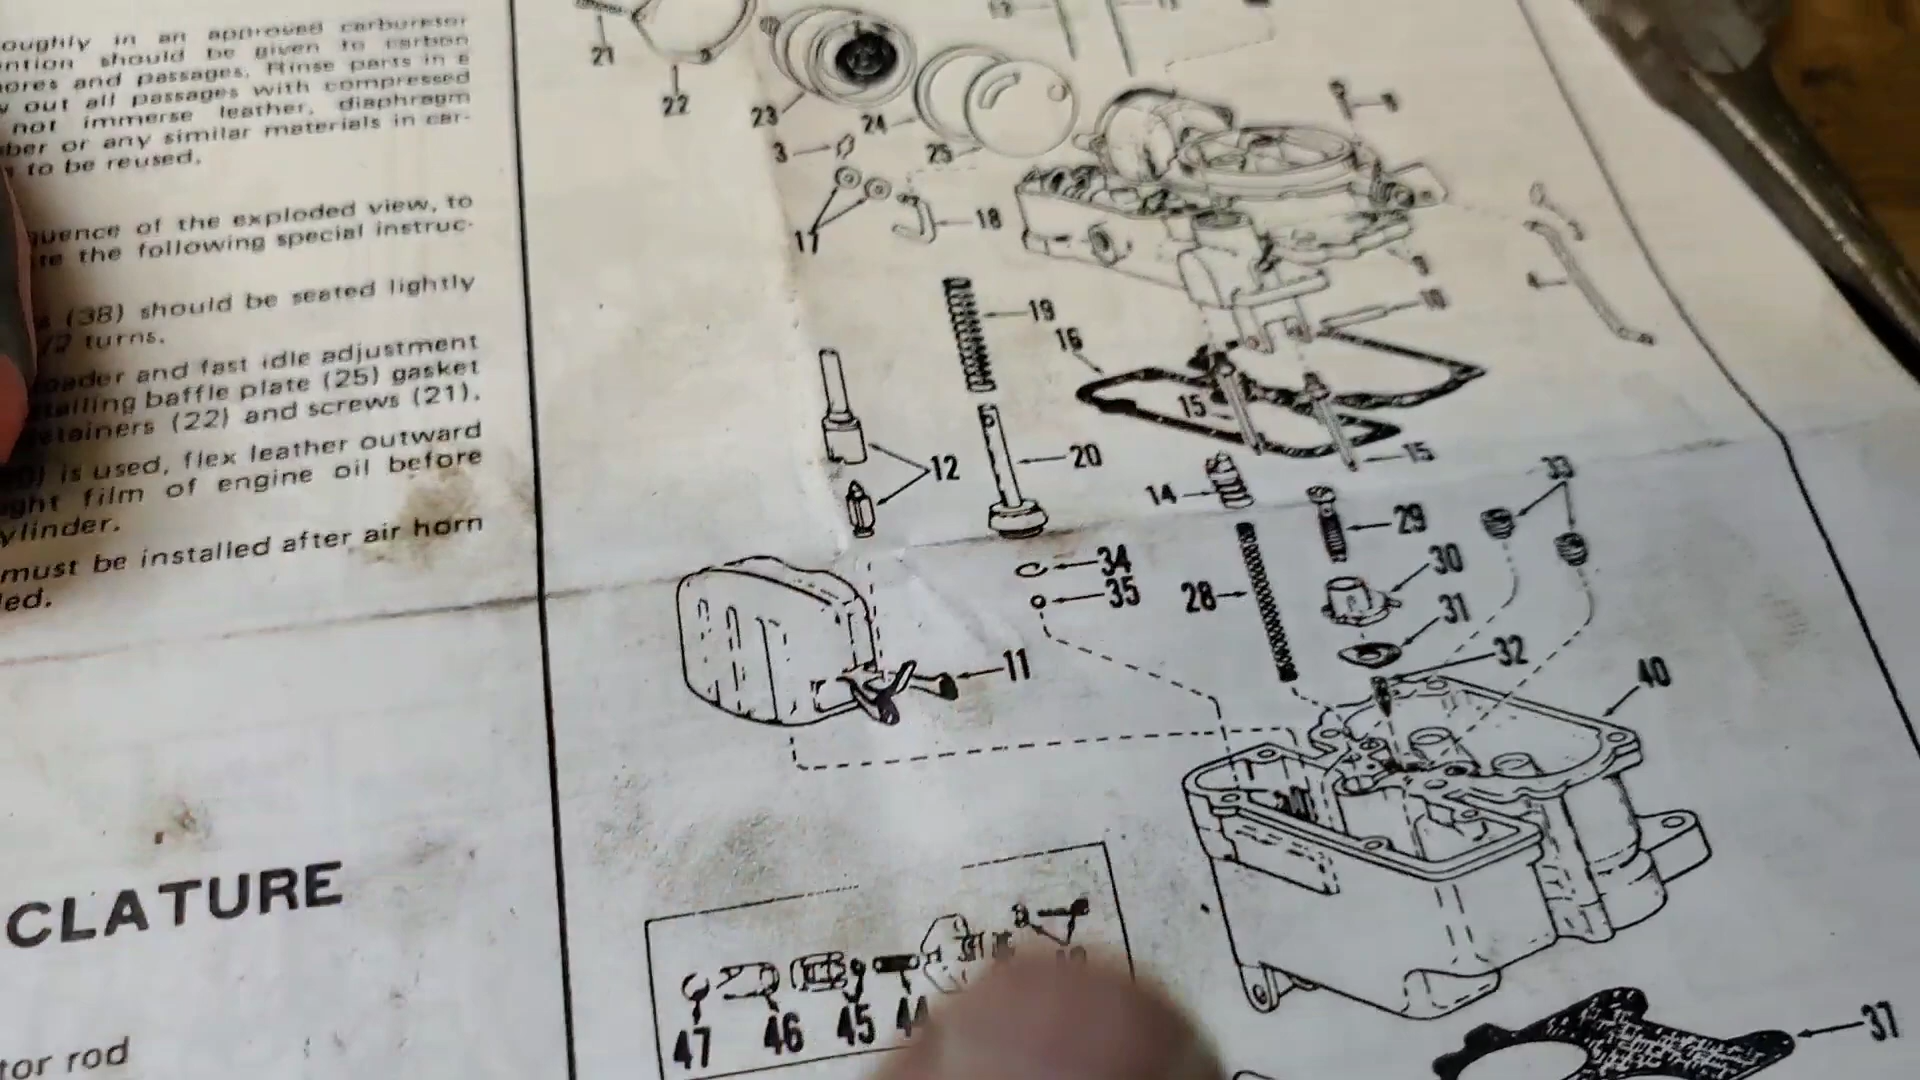 oughly in an approved carburetor
ntion should be given to carbon
ores and passages. Rinse parts in a
y out all passages with compressed
not immerse leather, diaphragm
ber or any similar materials in car-
to be reused.
quence of the exploded view, to
te the following special instruc-
s (38) should be seated lightly
/2 turns.
oader and fast idle adjustment
talling baffle plate (25) gasket
etainers (22) and screws (21).
is used, flex leather outward
ght film of engine oil before
ylinder.
must be installed after air horn
led.
CLATURE
tor rod
21
22
23
24
25
3
17
18
19
16
10
15
15
12
20
14
29
33
34
35
28
30
31
32
11
40
47
46
45
44
37